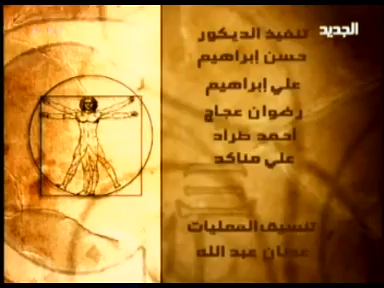 الجديد
تنفيذ الديكور
حسن إبراهيم
علي إبراهيم
رضوان عجاج
أحمد طراد
علي مناكد
تنسيق العمليات
عدنان عبد الله